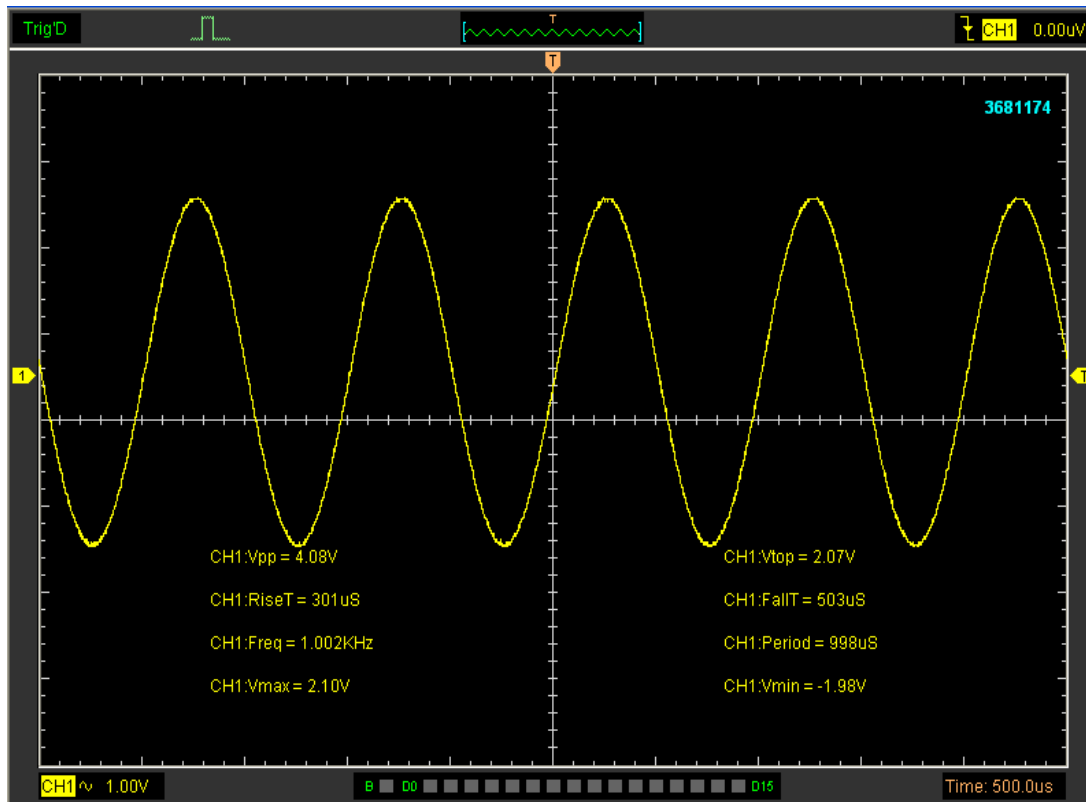 Trig'D T CH1 0.00uV
T
3681174
1 T
CH1:Vpp = 4.08V CH1:Vtop = 2.07V
CH1:RiseT = 301uS CH1:FallT = 503uS
CH1:Freq = 1.002KHz CH1:Period = 998uS
CH1:Vmax = 2.10V CH1:Vmin = -1.98V
CH1 1.00V B D0 D15 Time: 500.0us